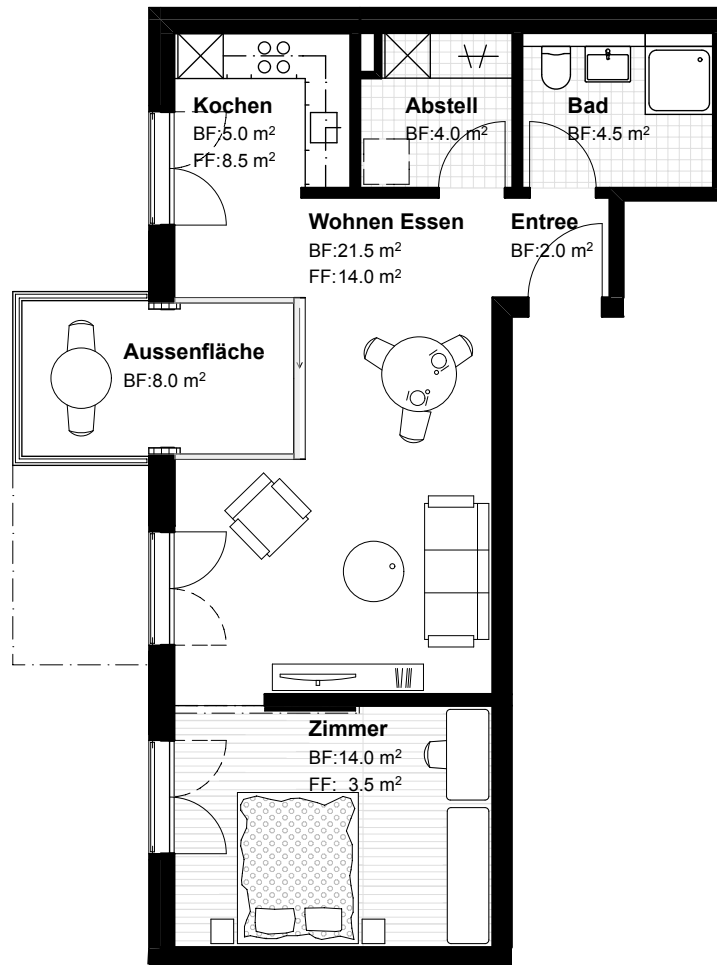 Kochen
BF:5.0 m²
FF:8.5 m²
Abstell
BF:4.0 m²
Bad
BF:4.5 m²
Wohnen Essen
BF:21.5 m²
FF:14.0 m²
Entree
BF:2.0 m²
Aussenfläche
BF:8.0 m²
Zimmer
BF:14.0 m²
FF: 3.5 m²